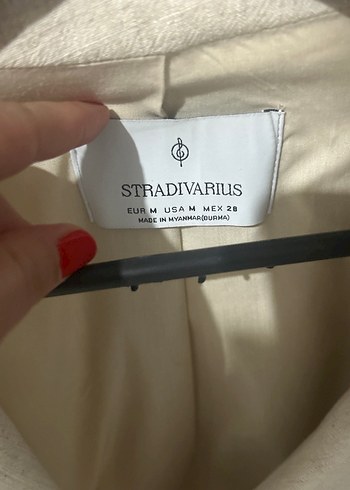 STRADIVARIUS
EUR M USA M MEX 28
MADE IN MYANMAR(BURMA)